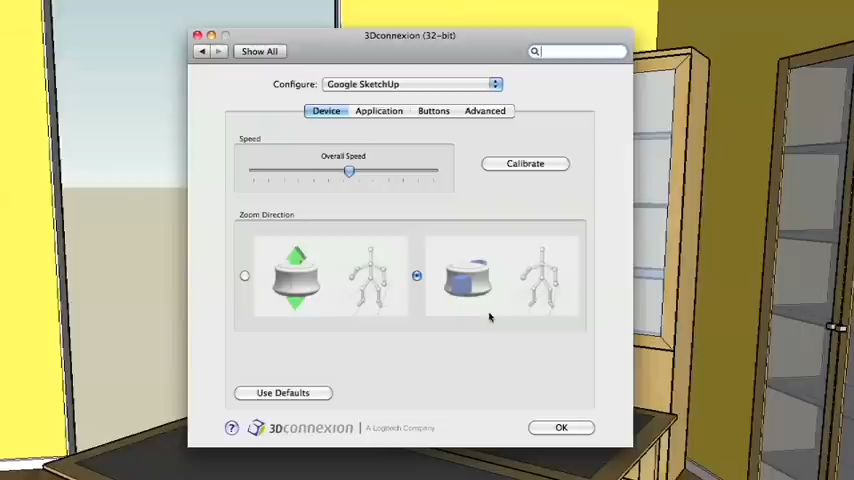 3Dconnexion (32-bit)
Show All
Configure: Google SketchUp
Device Application Buttons Advanced
Speed
Overall Speed
Calibrate
Zoom Direction
Use Defaults
? 3Dconnexion | A Logitech Company
OK